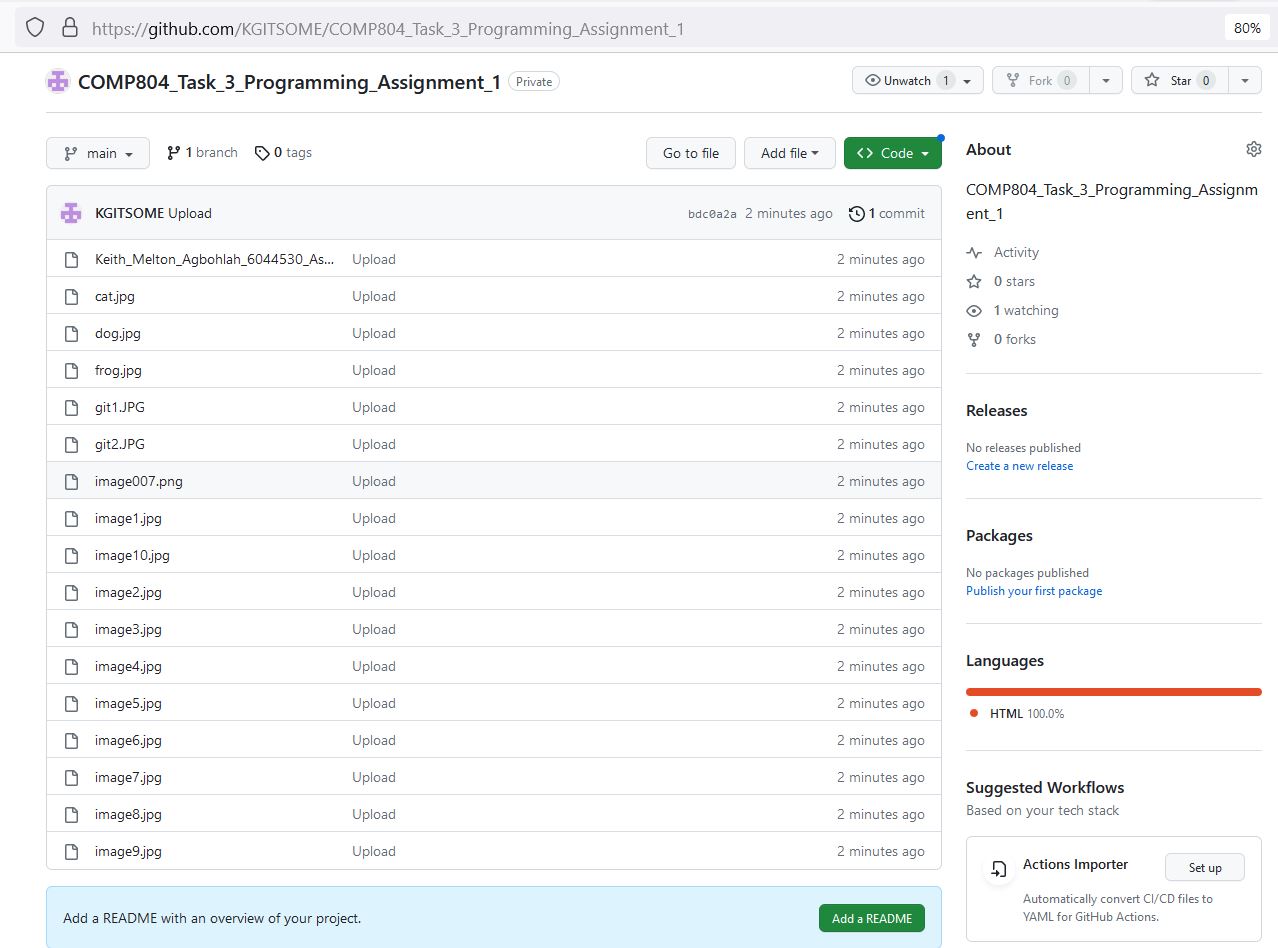 https://github.com/KGITSOME/COMP804_Task_3_Programming_Assignment_1 80%
COMP804_Task_3_Programming_Assignment_1 Private Unwatch 1 Fork 0 Star 0
main 1 branch 0 tags Go to file Add file Code
KGITSOME Upload bdc0a2a 2 minutes ago 1 commit
Keith_Melton_Agbohlah_6044530_As... Upload 2 minutes ago
cat.jpg Upload 2 minutes ago
dog.jpg Upload 2 minutes ago
frog.jpg Upload 2 minutes ago
git1.JPG Upload 2 minutes ago
git2.JPG Upload 2 minutes ago
image007.png Upload 2 minutes ago
image1.jpg Upload 2 minutes ago
image10.jpg Upload 2 minutes ago
image2.jpg Upload 2 minutes ago
image3.jpg Upload 2 minutes ago
image4.jpg Upload 2 minutes ago
image5.jpg Upload 2 minutes ago
image6.jpg Upload 2 minutes ago
image7.jpg Upload 2 minutes ago
image8.jpg Upload 2 minutes ago
image9.jpg Upload 2 minutes ago
Add a README with an overview of your project. Add a README
About
COMP804_Task_3_Programming_Assignm
ent_1
Activity
0 stars
1 watching
0 forks
Releases
No releases published
Create a new release
Packages
No packages published
Publish your first package
Languages
HTML 100.0%
Suggested Workflows
Based on your tech stack
Actions Importer Set up
Automatically convert CI/CD files to
YAML for GitHub Actions.